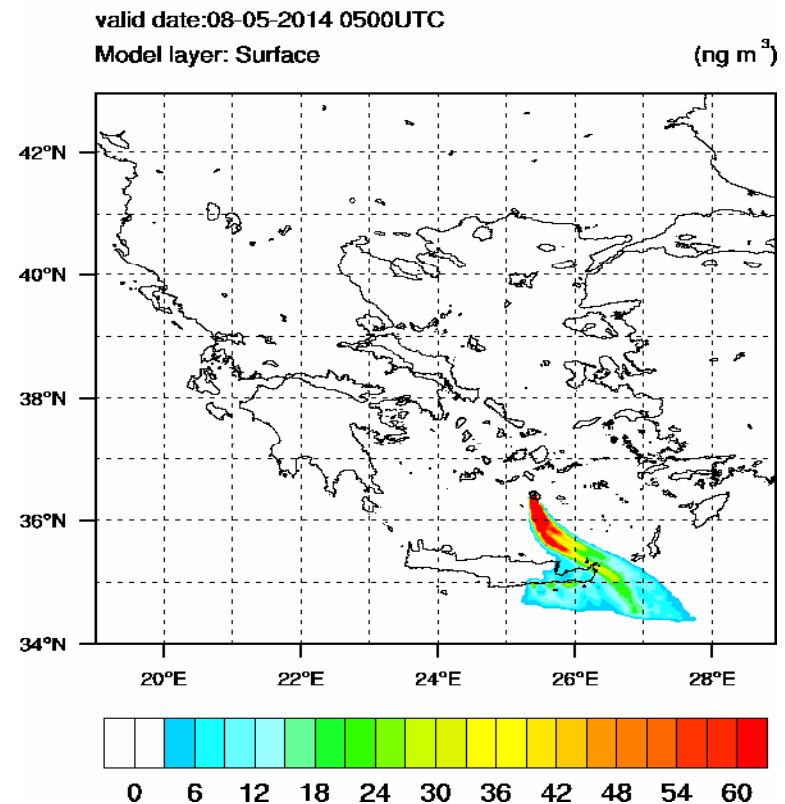 valid date:08-05-2014 0500UTC
Model layer: Surface
(ng m³)
42°N
40°N
38°N
36°N
34°N
20°E 22°E 24°E 26°E 28°E
0 6 12 18 24 30 36 42 48 54 60